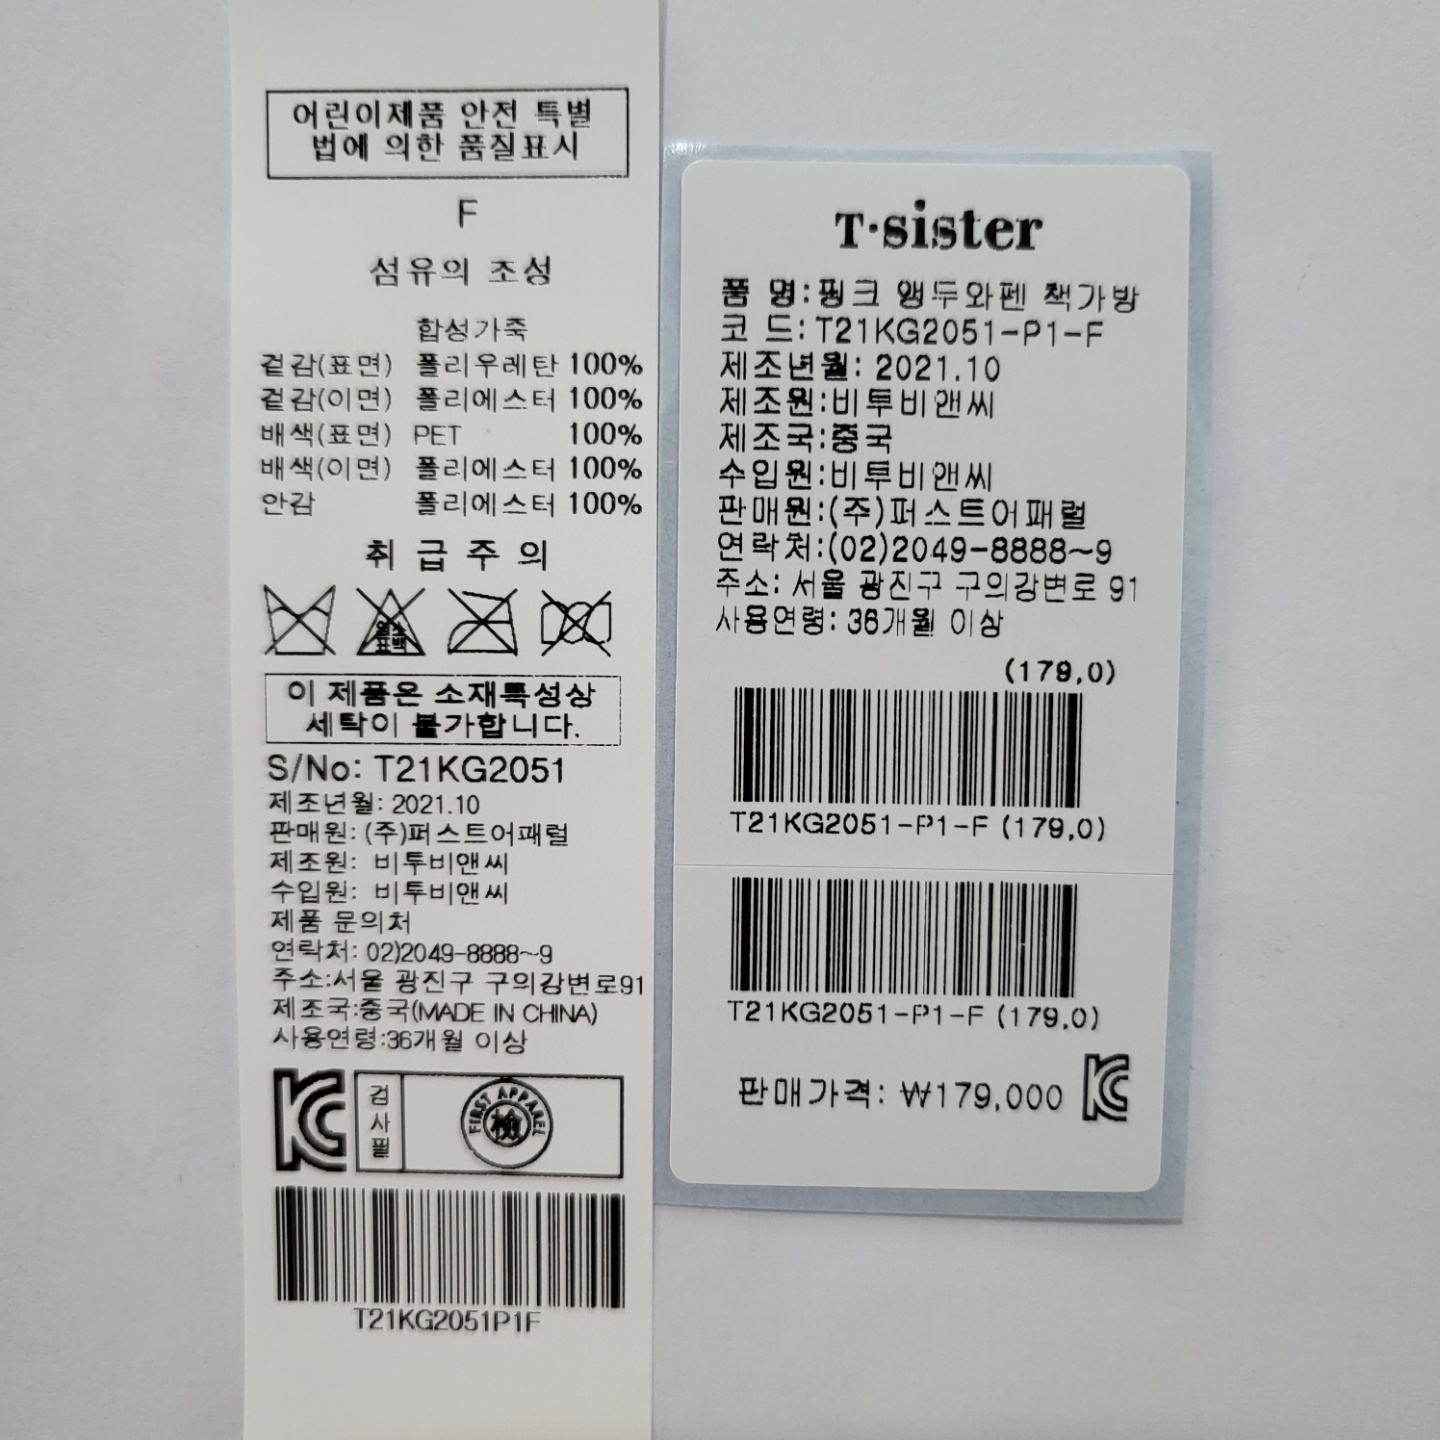 어린이제품 안전 특별
법에 의한 품질표시
F
섬유의 조성
합성가죽
겉감(표면) 폴리우레탄 100%
겉감(이면) 폴리에스터 100%
배색(표면) PET 100%
배색(이면) 폴리에스터 100%
안감 폴리에스터 100%
취급주의
염소
표백
이 제품은 소재특성상
세탁이 불가합니다.
S/No: T21KG2051
제조년월: 2021.10
판매원: (주)퍼스트어패럴
제조원: 비투비앤씨
수입원: 비투비앤씨
제품 문의처
연락처: 02)2049-8888~9
주소:서울 광진구 구의강변로91
제조국:중국(MADE IN CHINA)
사용연령:36개월 이상
KC
검사필
FIRST APPAREL
檢
T21KG2051P1F
T·sister
품 명:핑크 앵두와펜 책가방
코 드: T21KG2051-P1-F
제조년월: 2021.10
제조원:비투비앤씨
제조국:중국
수입원:비투비앤씨
판매원:(주)퍼스트어패럴
연락처:(02)2049-8888~9
주소: 서울 광진구 구의강변로 91
사용연령: 36개월 이상
(179,0)
T21KG2051-P1-F (179,0)
T21KG2051-P1-F (179,0)
판매가격: ₩179,000
KC